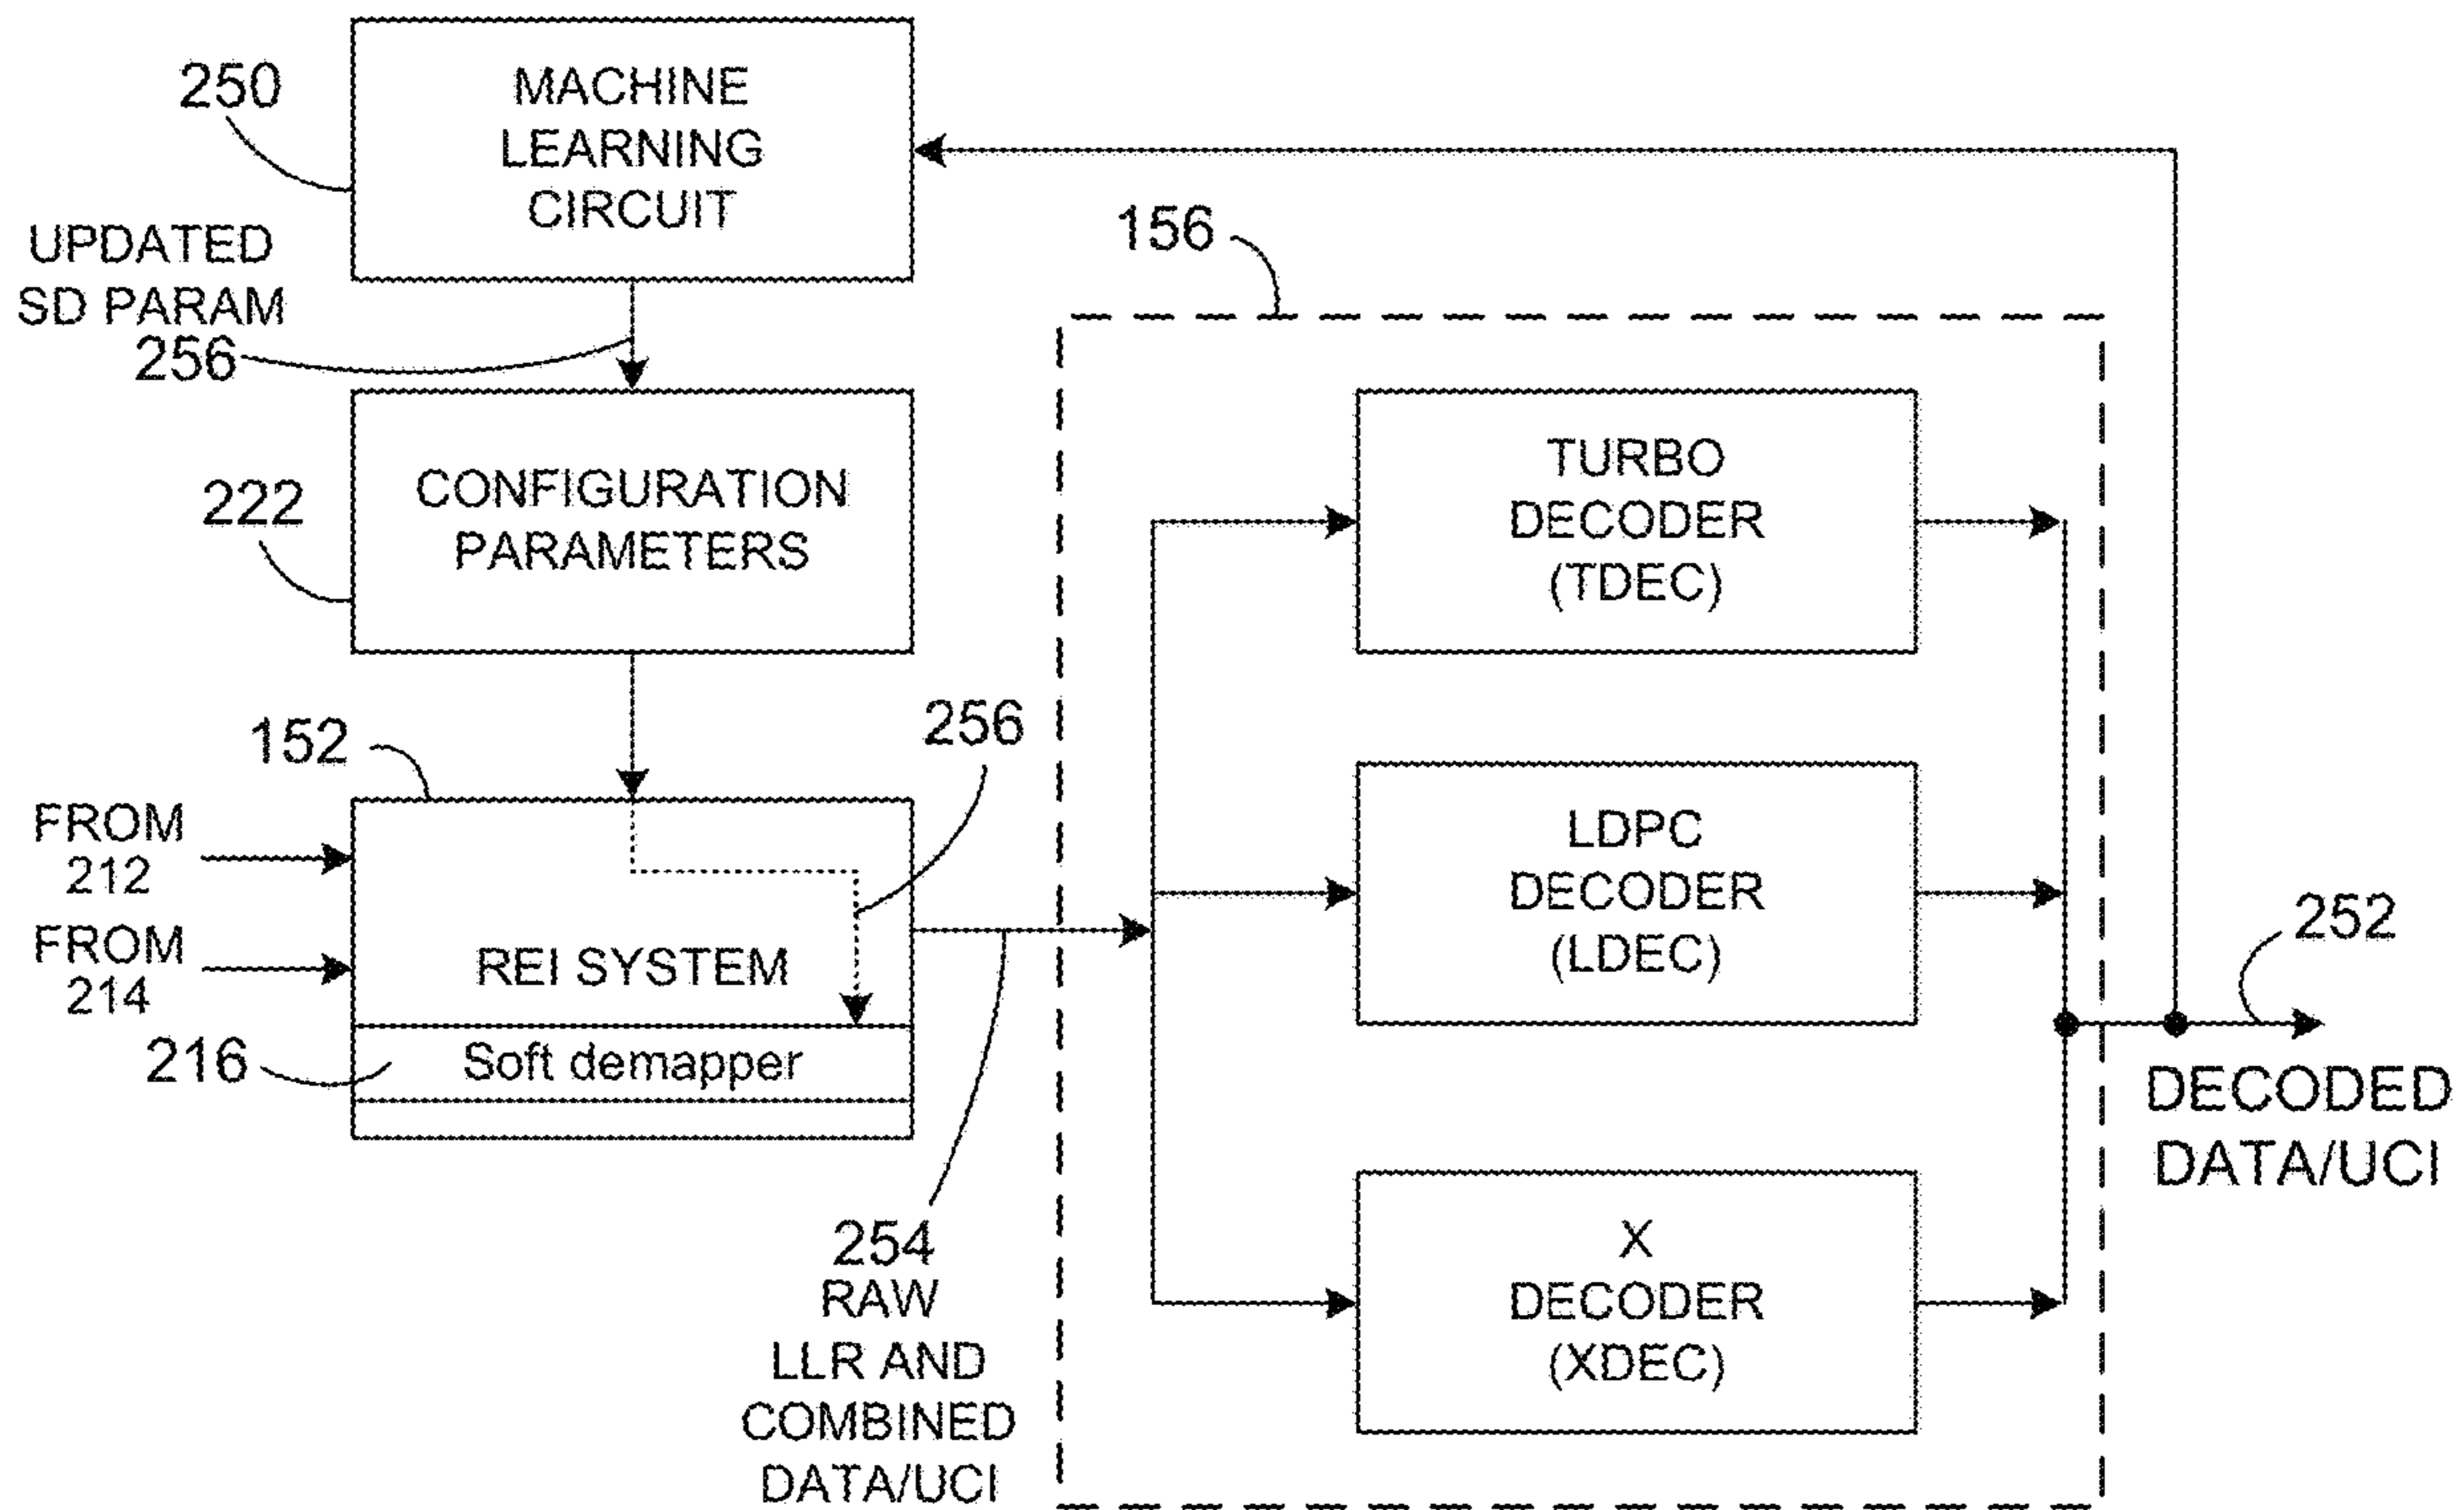 250
MACHINE
LEARNING
CIRCUIT
UPDATED
SD PARAM
256
156
222
CONFIGURATION
PARAMETERS
TURBO
DECODER
(TDEC)
152
256
FROM
212
FROM
214
REI SYSTEM
216
Soft demapper
LDPC
DECODER
(LDEC)
252
DECODED
DATA/UCI
254
RAW
LLR AND
COMBINED
DATA/UCI
X
DECODER
(XDEC)